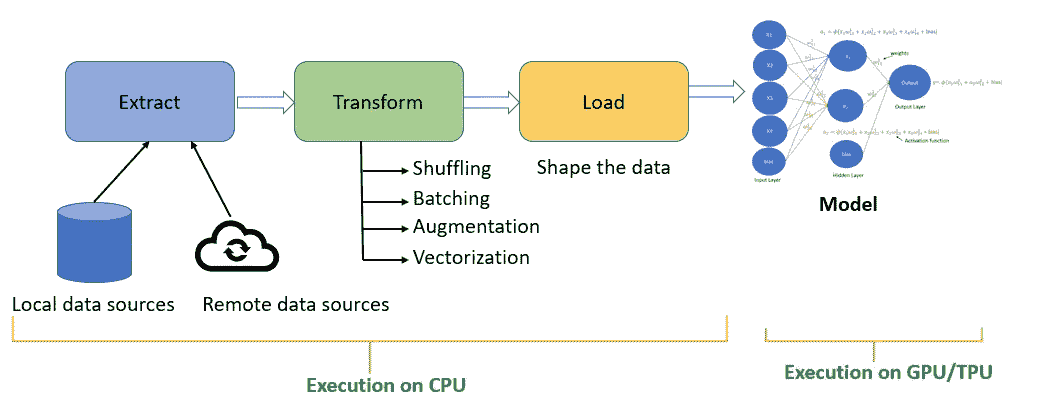 Extract
Transform
Load
Shuffling
Batching
Augmentation
Vectorization
Shape the data
Local data sources
Remote data sources
weights
Output
Output Layer
Activation function
Bias
Input Layer
Hidden Layer
Model
Execution on CPU
Execution on GPU/TPU